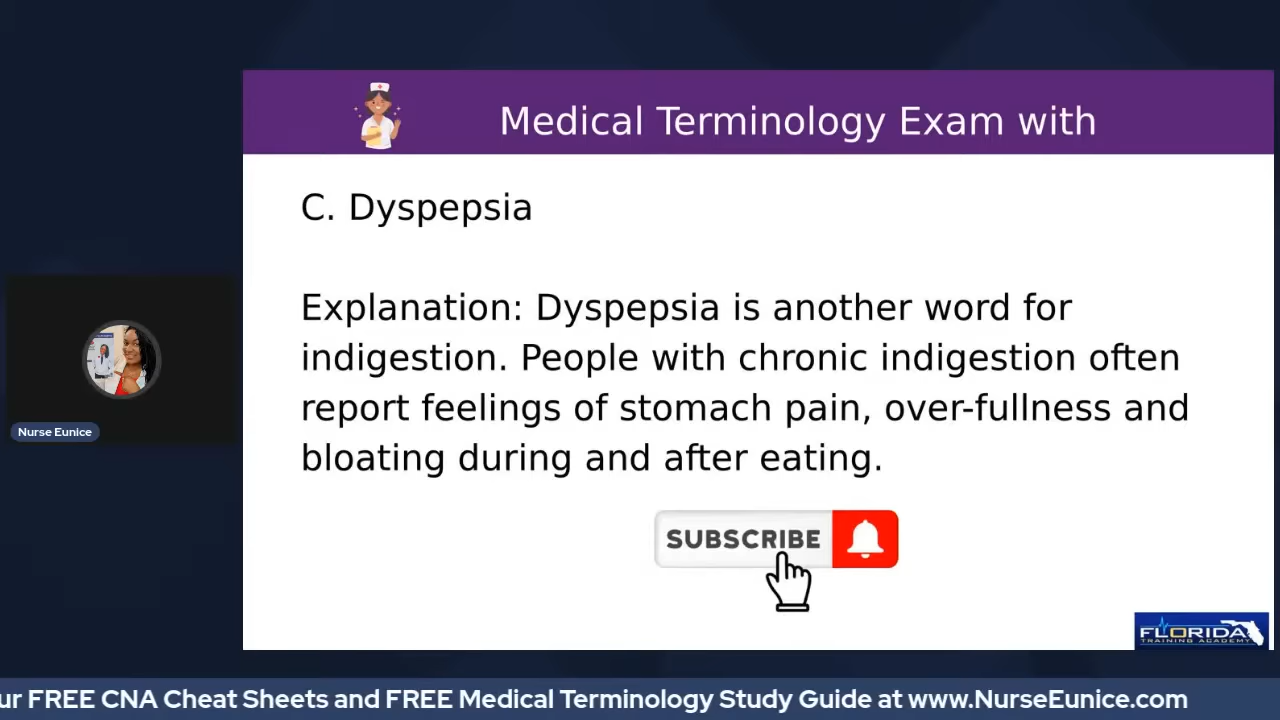 Medical Terminology Exam with
C. Dyspepsia
Explanation: Dyspepsia is another word for
indigestion. People with chronic indigestion often
report feelings of stomach pain, over-fullness and
bloating during and after eating.
SUBSCRIBE
Nurse Eunice
FLORIDA
TRAINING ACADEMY
ur FREE CNA Cheat Sheets and FREE Medical Terminology Study Guide at www.NurseEunice.com